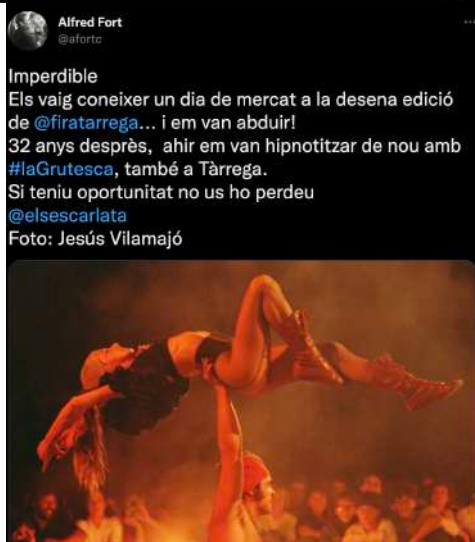 Alfred Fort
@afortc
Imperdible
Els vaig coneixer un dia de mercat a la desena edició
de @firatarrega... i em van abduir!
32 anys desprès, ahir em van hipnotitzar de nou amb
#laGrutesca, també a Tàrrega.
Si teniu oportunitat no us ho perdeu
@elsescarlata
Foto: Jesús Vilamajó